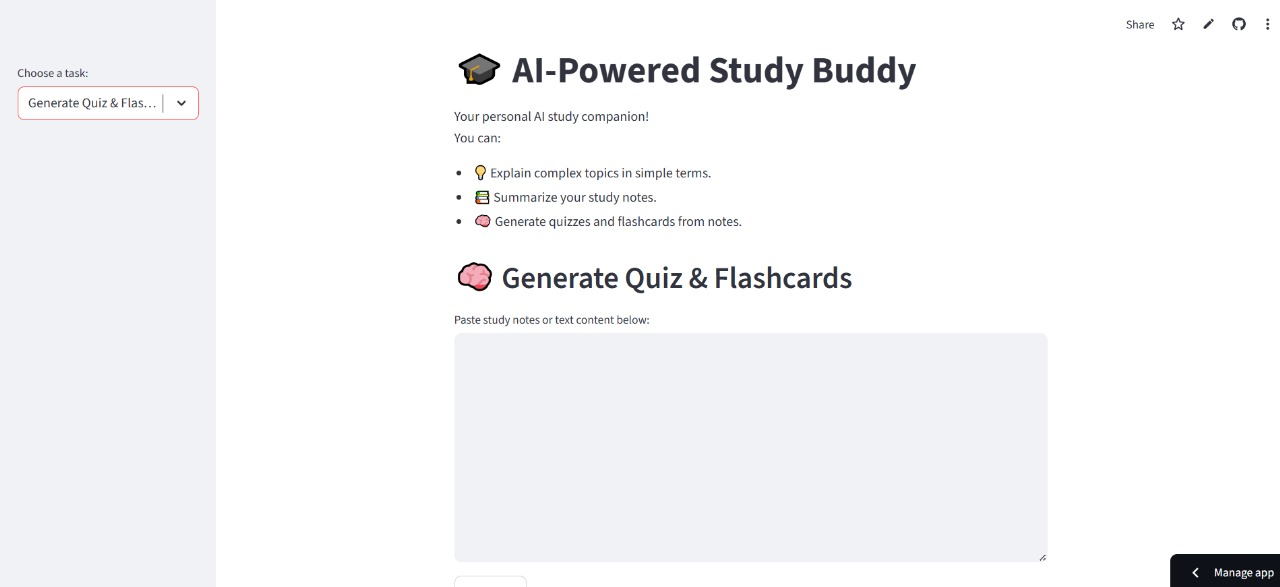 Share
Choose a task:
Generate Quiz & Flas...
🎓 AI-Powered Study Buddy
Your personal AI study companion!
You can:
• 💡 Explain complex topics in simple terms.
• 📚 Summarize your study notes.
• 🧠 Generate quizzes and flashcards from notes.
🧠 Generate Quiz & Flashcards
Paste study notes or text content below:
Manage app